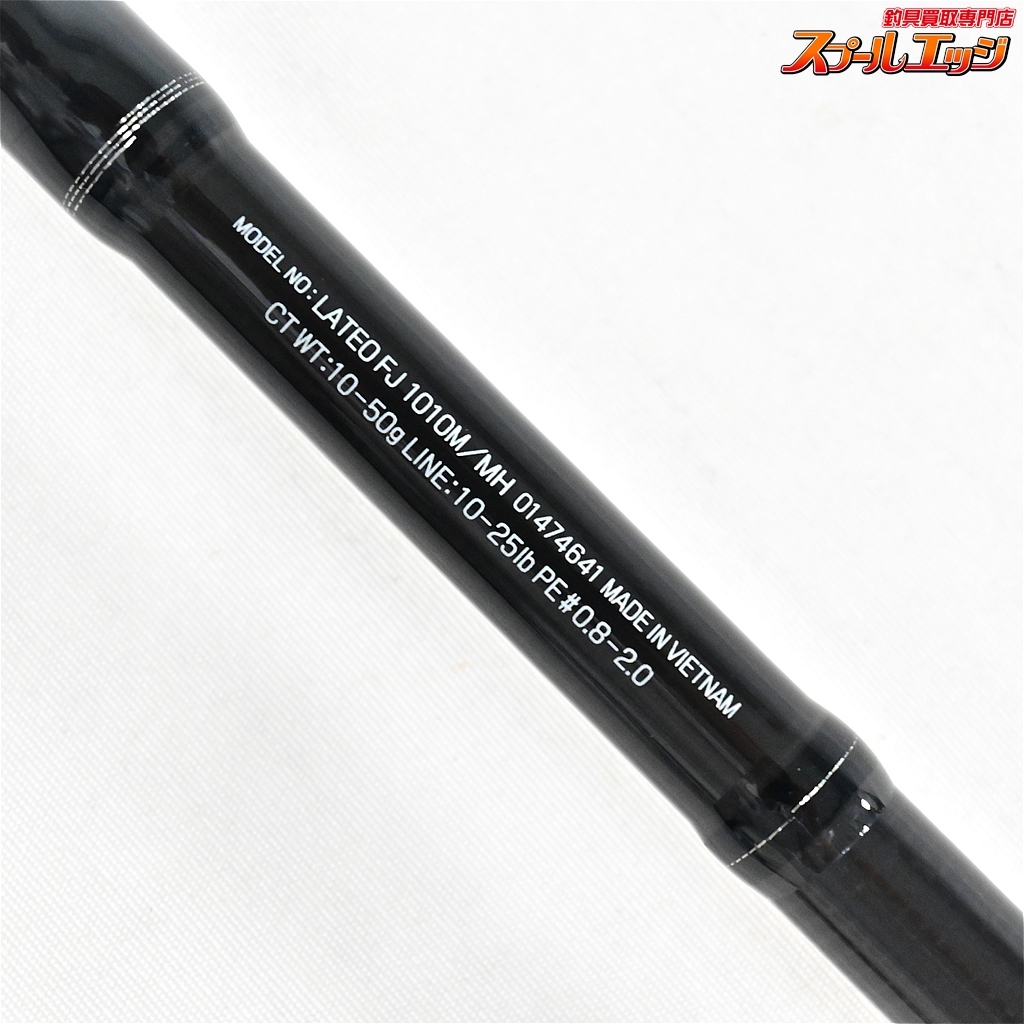 釣具買取専門店
スプールエッジ
MODEL NO: LATEO FJ 1010M/MH 01474641 MADE IN VIETNAM
CT WT:10-50g LINE:10-25lb PE#0.8-2.0